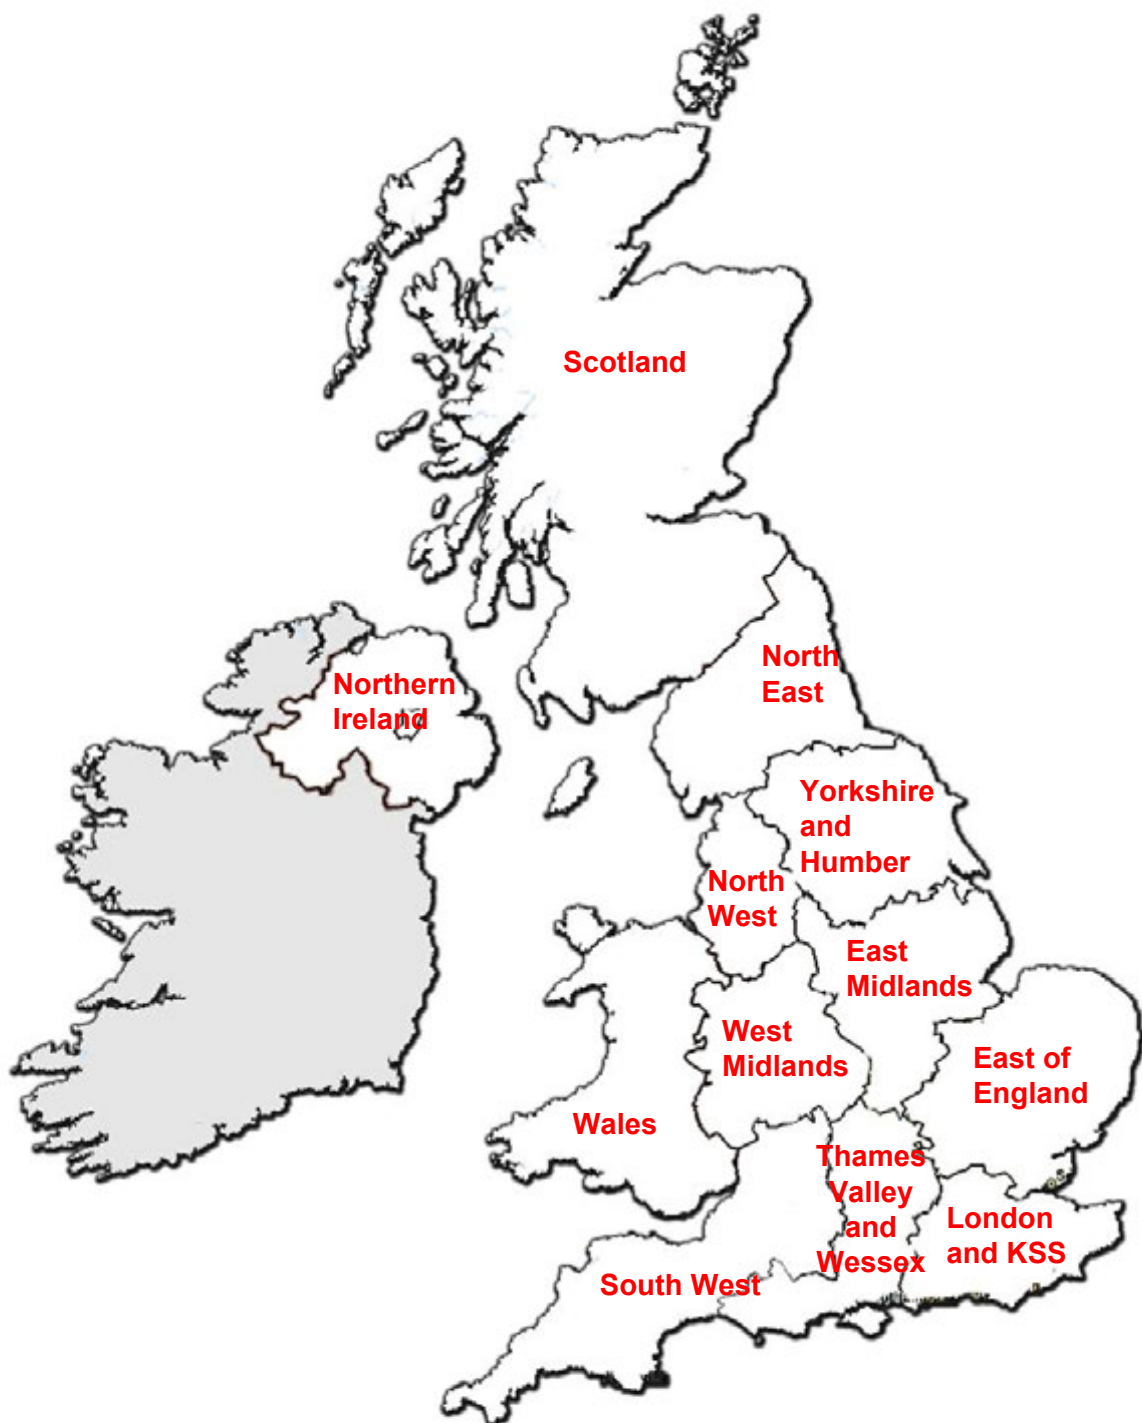 Scotland
North
East
Northern
Ireland
Yorkshire
and
Humber
North
West
East
Midlands
West
Midlands
East of
England
Wales
Thames
Valley
and
Wessex
London
and KSS
South West